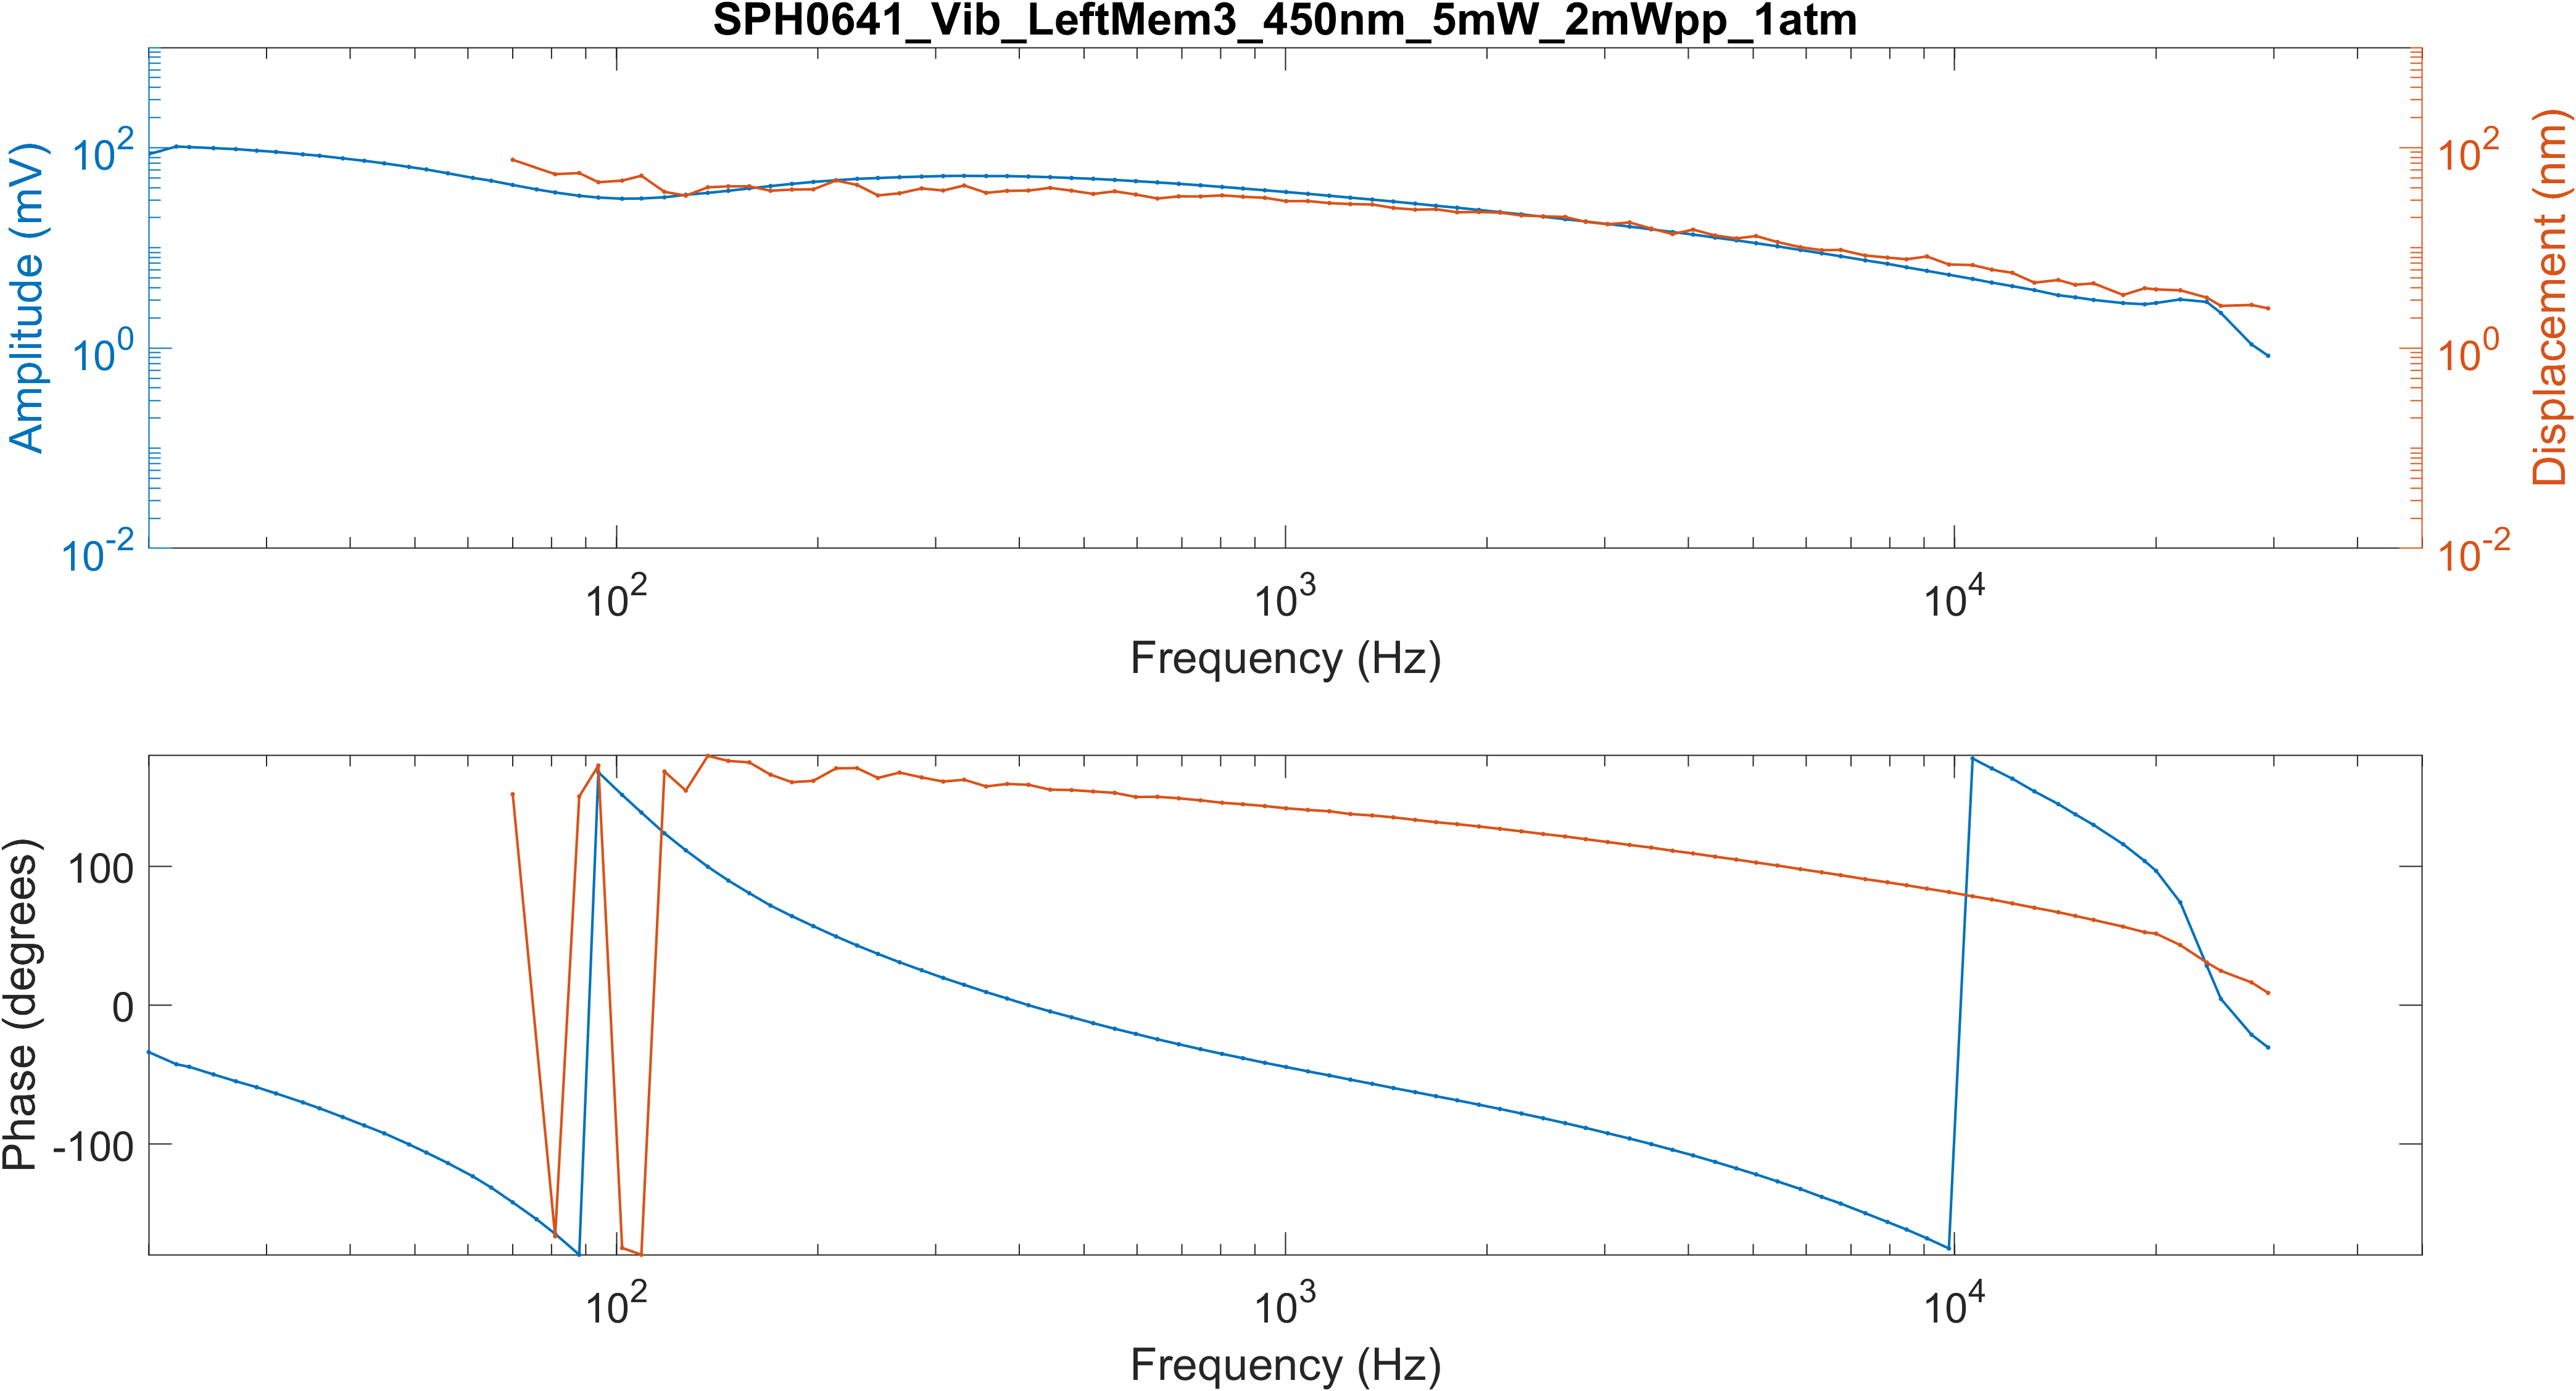 SPH0641_Vib_LeftMem3_450nm_5mW_2mWpp_1atm
Amplitude (mV)
10^2
10^0
10^-2
Displacement (nm)
10^2
10^0
10^-2
10^2
10^3
10^4
Frequency (Hz)
Phase (degrees)
100
0
-100
10^2
10^3
10^4
Frequency (Hz)